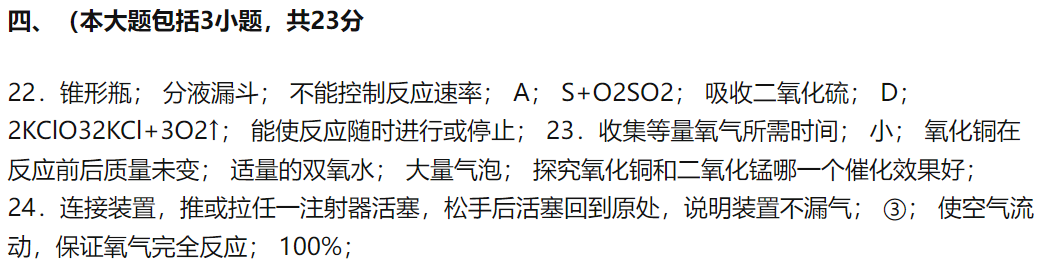 四、（本大题包括3小题，共23分
22．锥形瓶； 分液漏斗； 不能控制反应速率； A； S+O2SO2； 吸收二氧化硫； D；
2KClO32KCl+3O2↑； 能使反应随时进行或停止； 23．收集等量氧气所需时间； 小； 氧化铜在
反应前后质量未变； 适量的双氧水； 大量气泡； 探究氧化铜和二氧化锰哪一个催化效果好；
24．连接装置，推或拉任一注射器活塞，松手后活塞回到原处，说明装置不漏气； ③； 使空气流
动，保证氧气完全反应； 100%；